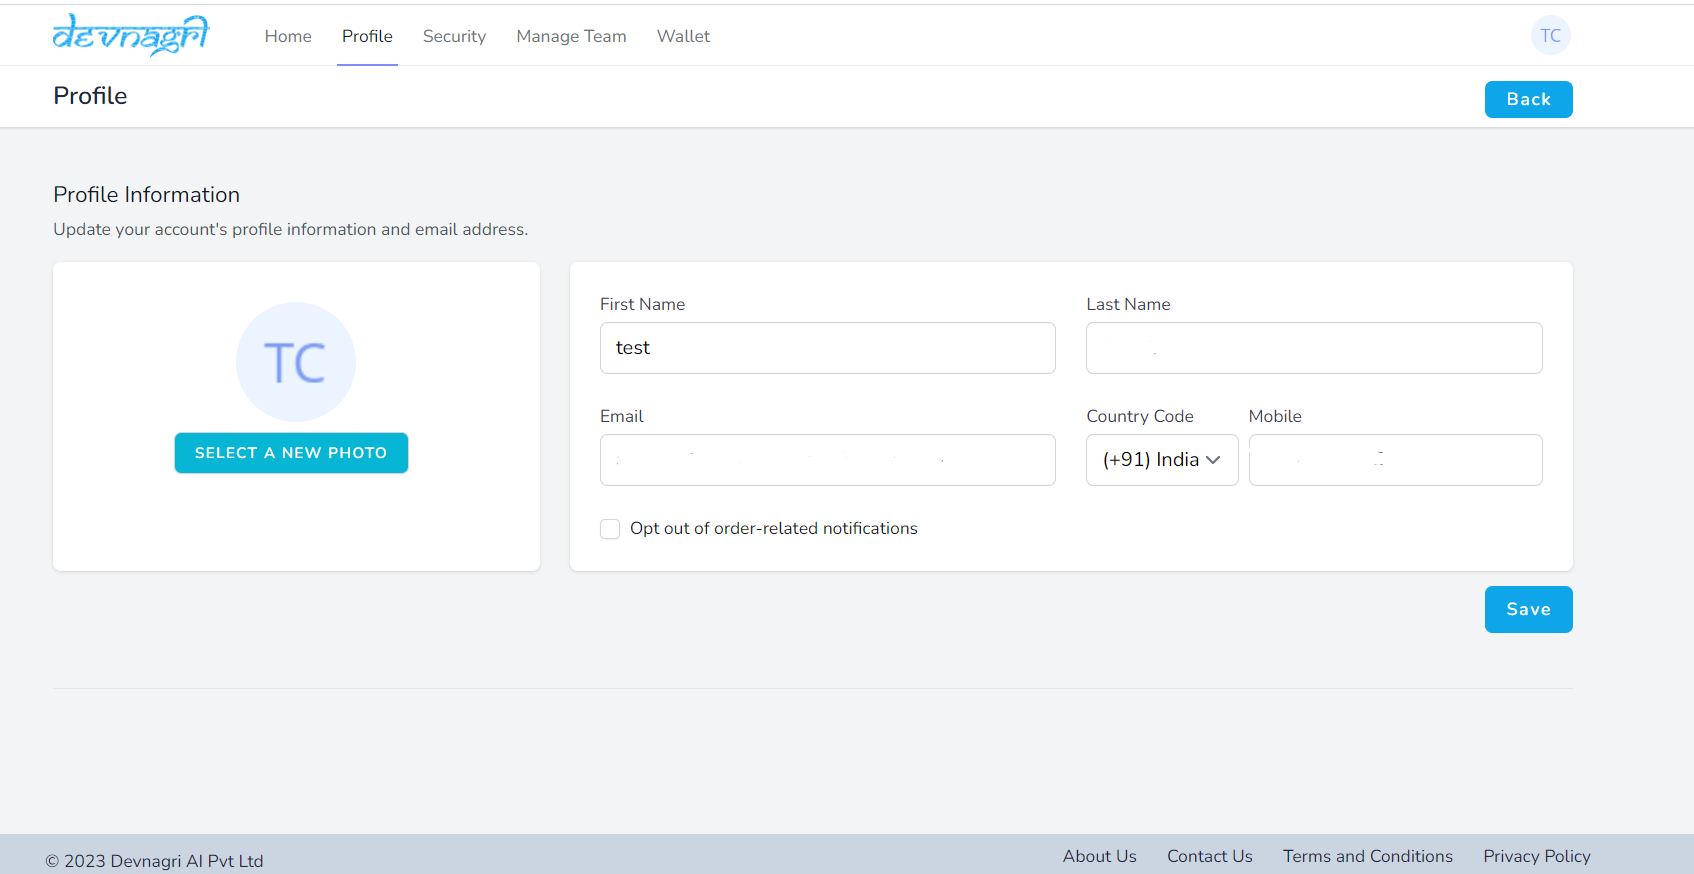 devnagri Home Profile Security Manage Team Wallet TC
Profile Back
Profile Information
Update your account's profile information and email address.
TC
SELECT A NEW PHOTO
First Name Last Name
test
Email Country Code Mobile
(+91) India
Opt out of order-related notifications
Save
© 2023 Devnagri AI Pvt Ltd About Us Contact Us Terms and Conditions Privacy Policy